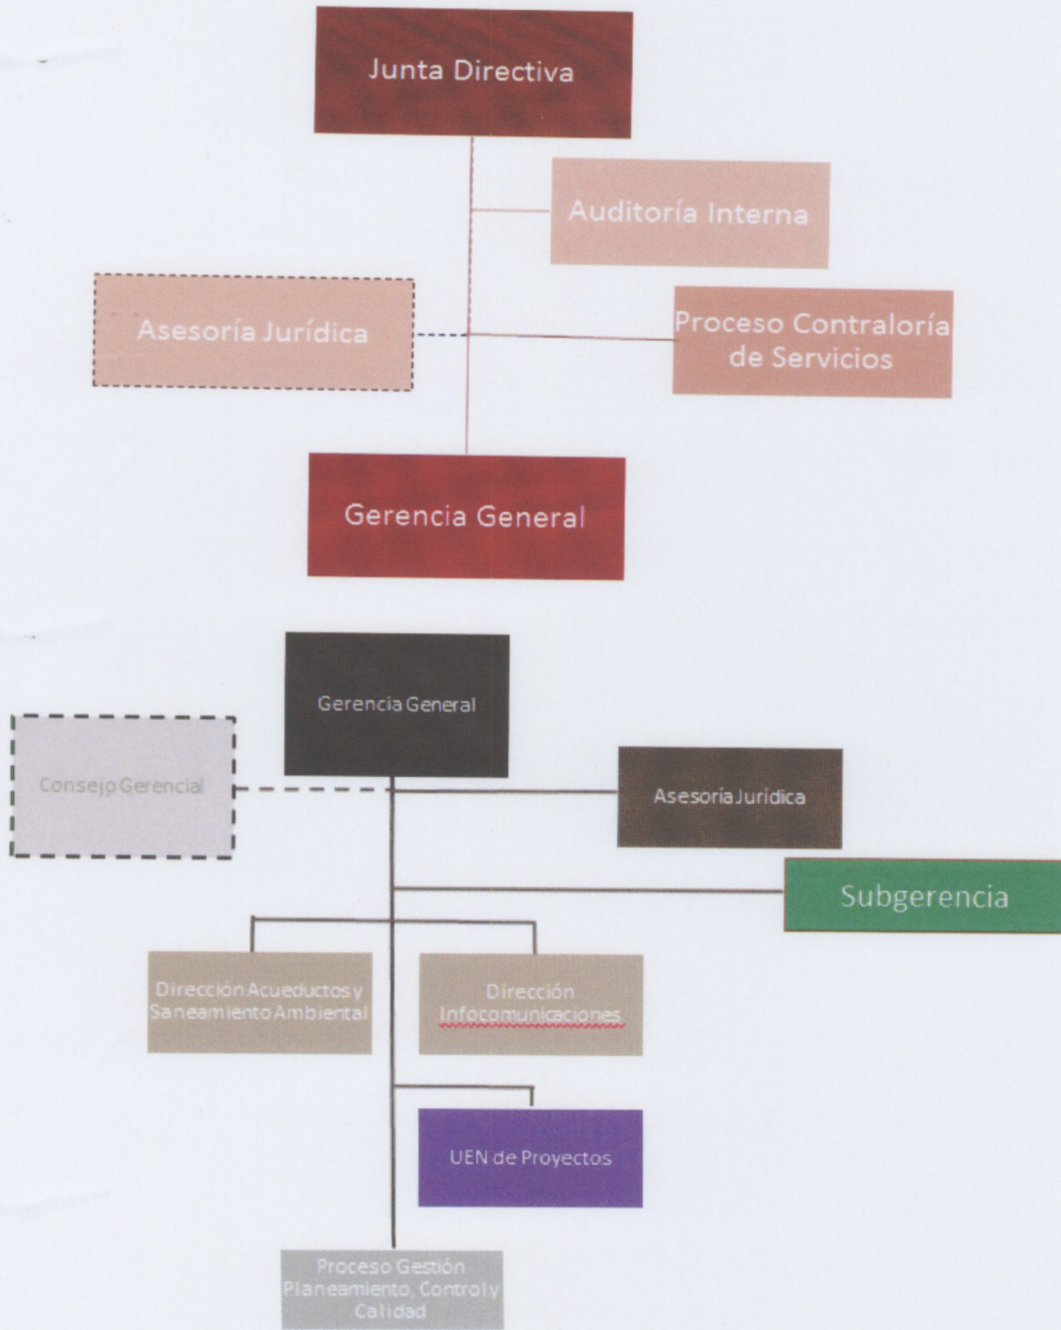 Junta Directiva
Auditoría Interna
Asesoría Jurídica
Proceso Contraloría
de Servicios
Gerencia General
Gerencia General
Consejo Gerencial
Asesoría Jurídica
Subgerencia
Dirección Acueductos y
Saneamiento Ambiental
Dirección
Infocomunicaciones
UEN de Proyectos
Proceso Gestión
Planeamiento, Control y
Calidad